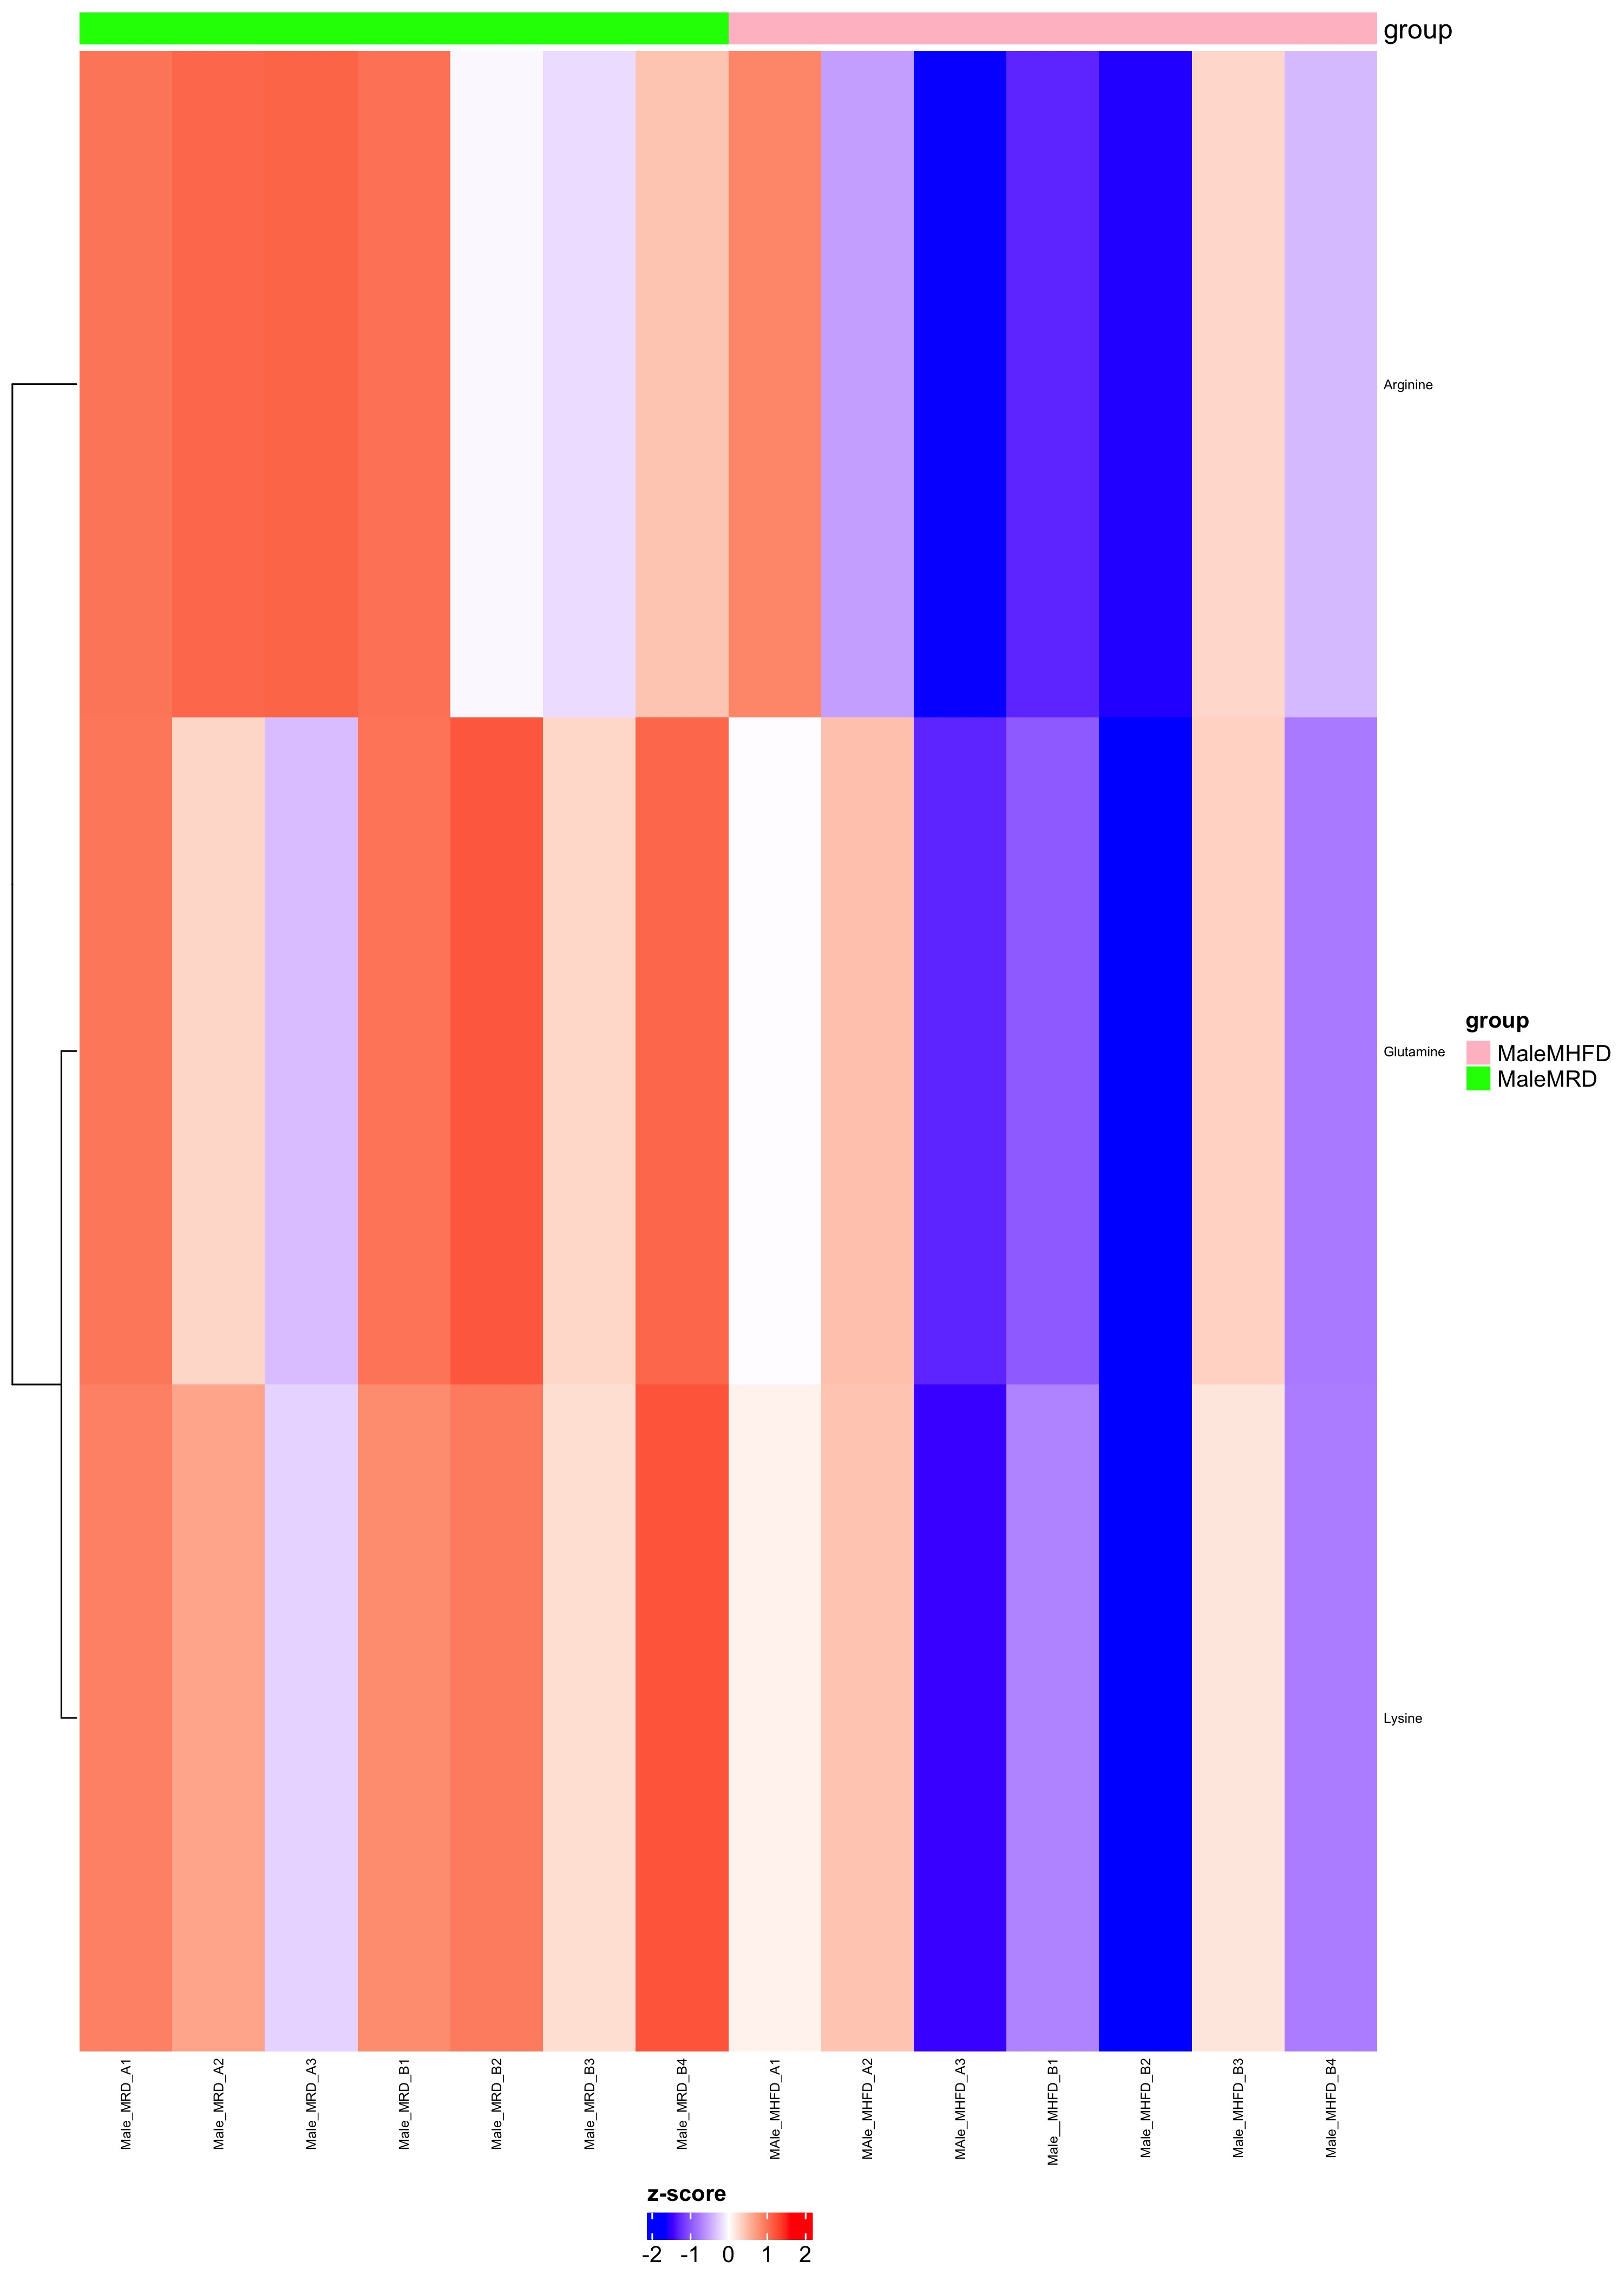 group
Arginine
Glutamine
Lysine
group
MaleMHFD
MaleMRD
Male_MRD_A1
Male_MRD_A2
Male_MRD_A3
Male_MRD_B1
Male_MRD_B2
Male_MRD_B3
Male_MRD_B4
MAle_MHFD_A1
MAle_MHFD_A2
MAle_MHFD_A3
Male__MHFD_B1
Male_MHFD_B2
Male_MHFD_B3
Male_MHFD_B4
z-score
-2 -1 0 1 2